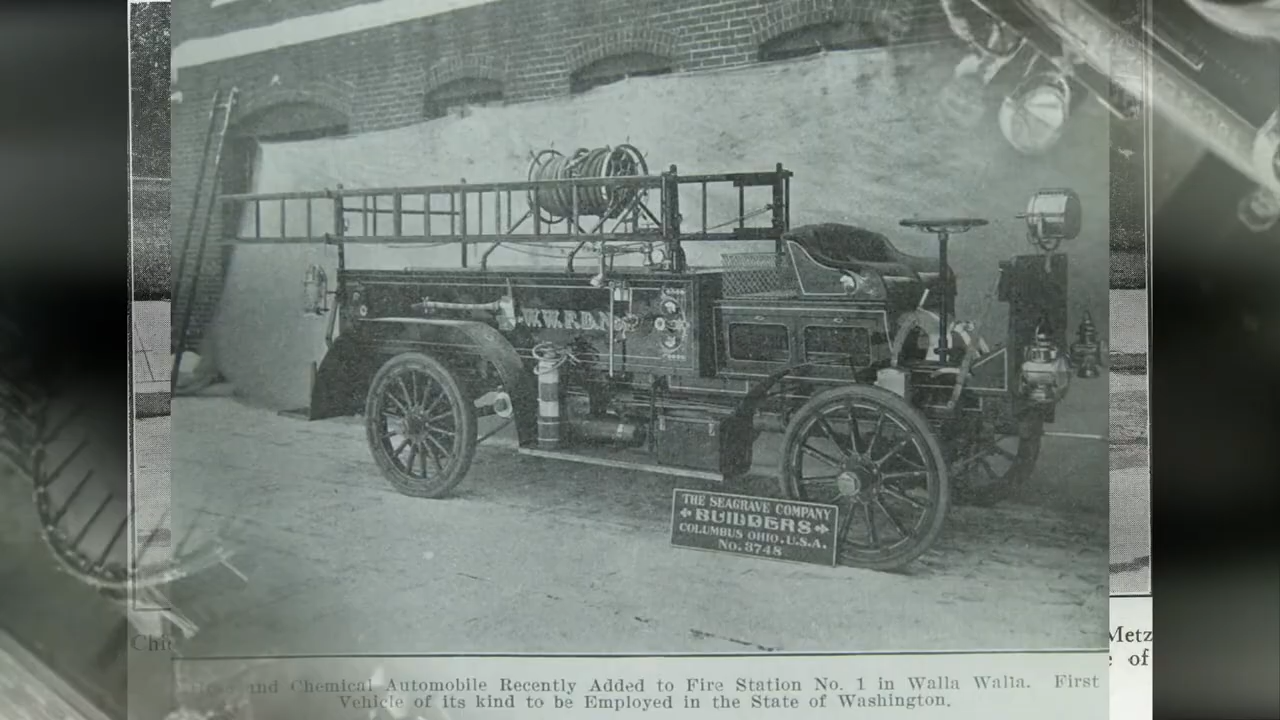 W.W.F.D.
THE SEAGRAVE COMPANY
BUILDERS
COLUMBUS OHIO. U.S.A.
No. 3748
Metz
of
and Chemical Automobile Recently Added to Fire Station No. 1 in Walla Walla. First
Vehicle of its kind to be Employed in the State of Washington.